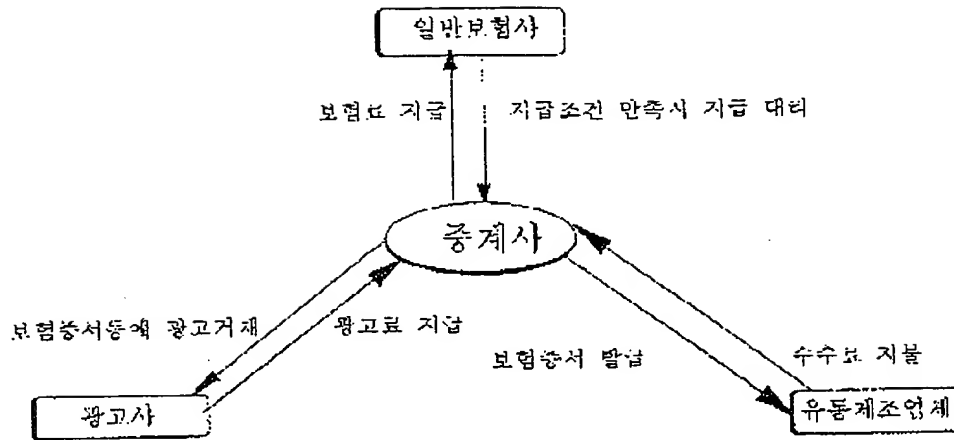 일반보험사
보험료 지급
지급조건 만족시 지급 대리
중계사
보험증서등에 광고거재
광고료 지급
보험증서 발급
수수료 지불
광고사
유통제조업체